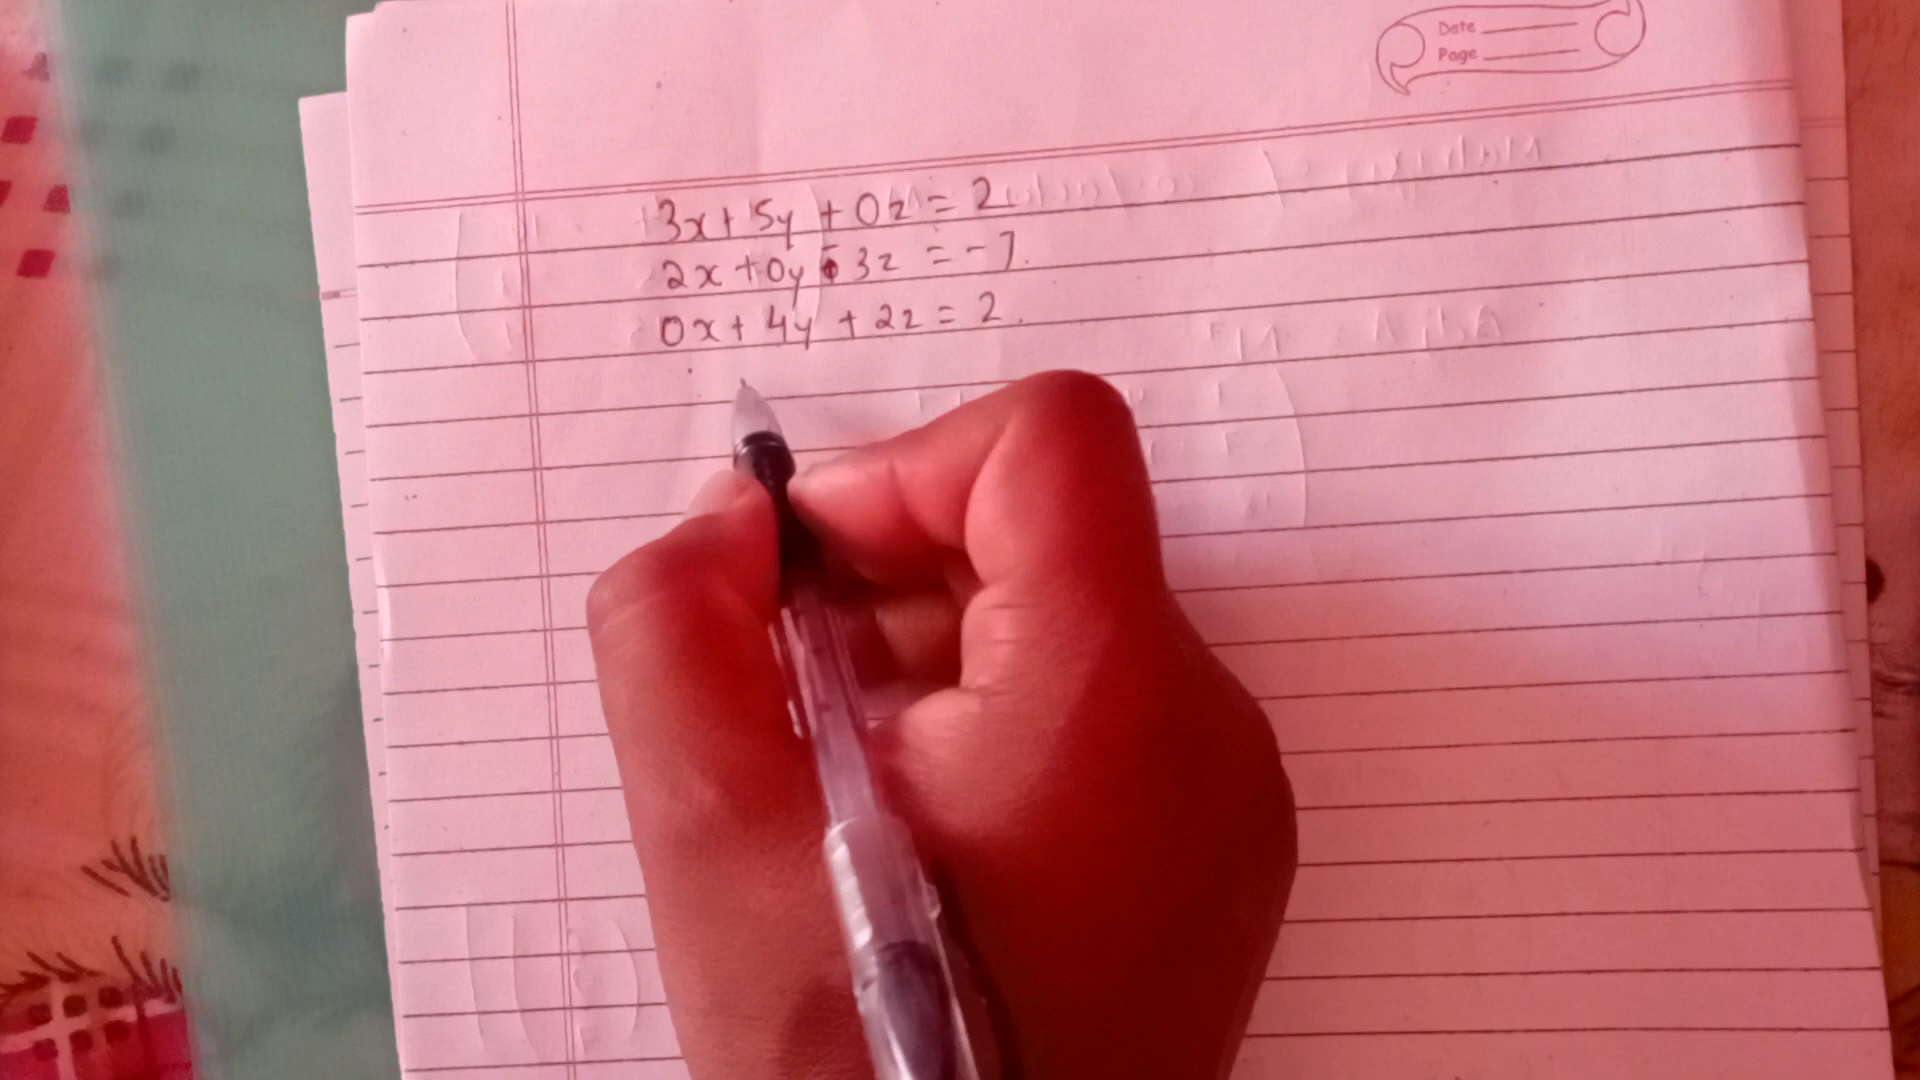 Date
Page
3x + 5y + 0z = 2
2x + 0y - 3z = -7.
0x + 4y + 2z = 2.